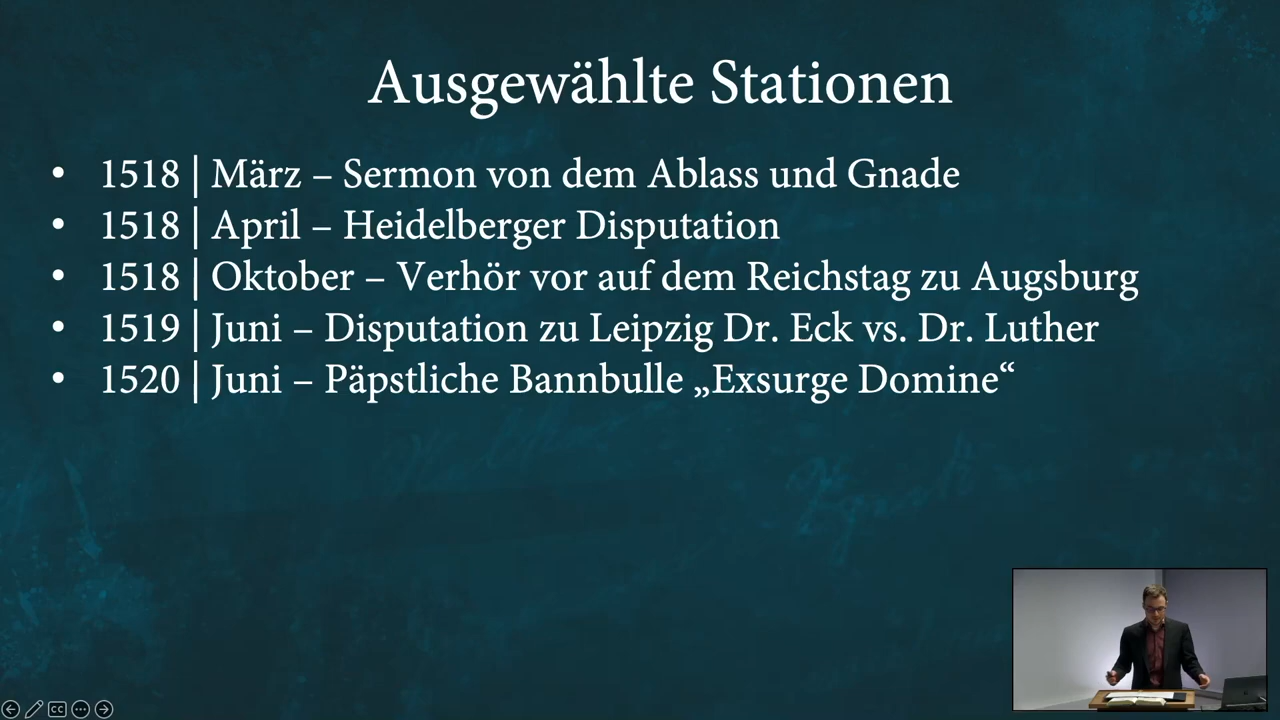 Ausgewählte Stationen
• 1518 | März – Sermon von dem Ablass und Gnade
• 1518 | April – Heidelberger Disputation
• 1518 | Oktober – Verhör vor auf dem Reichstag zu Augsburg
• 1519 | Juni – Disputation zu Leipzig Dr. Eck vs. Dr. Luther
• 1520 | Juni – Päpstliche Bannbulle „Exsurge Domine“
CC